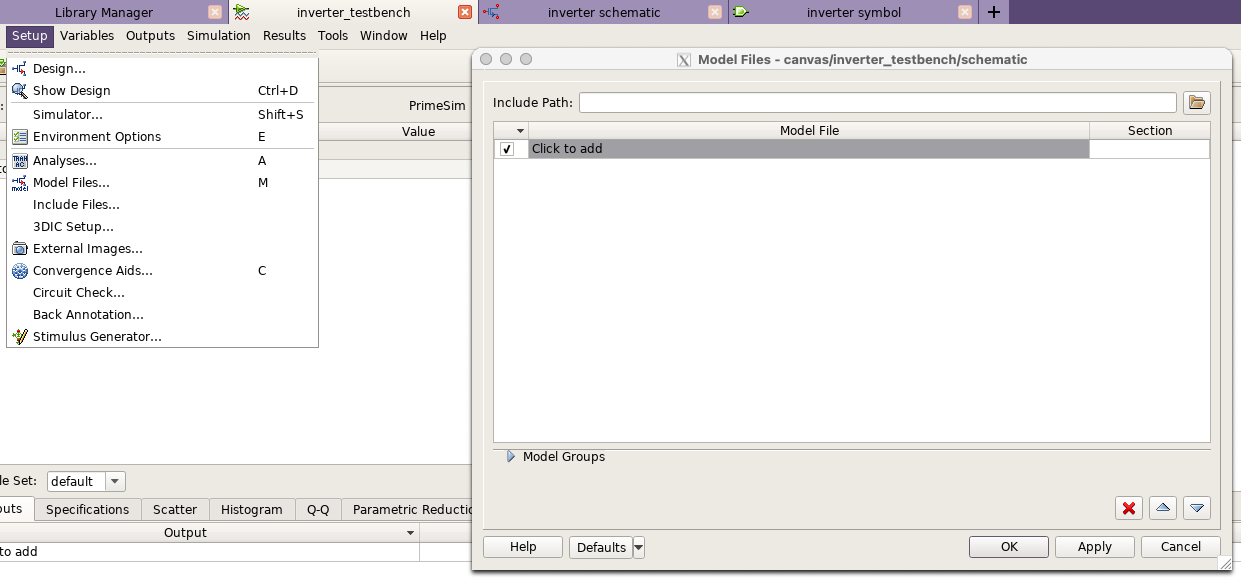 Library Manager
inverter_testbench
inverter schematic
inverter symbol
Setup Variables Outputs Simulation Results Tools Window Help
Design...
Show Design Ctrl+D
Simulator... Shift+S
Environment Options E
Analyses... A
Model Files... M
Include Files...
3DIC Setup...
External Images...
Convergence Aids... C
Circuit Check...
Back Annotation...
Stimulus Generator...
PrimeSim
Value
Model Files - canvas/inverter_testbench/schematic
Include Path:
Model File Section
Click to add
Model Groups
Help Defaults OK Apply Cancel
le Set: default
uts Specifications Scatter Histogram Q-Q Parametric Reductio
Output
to add